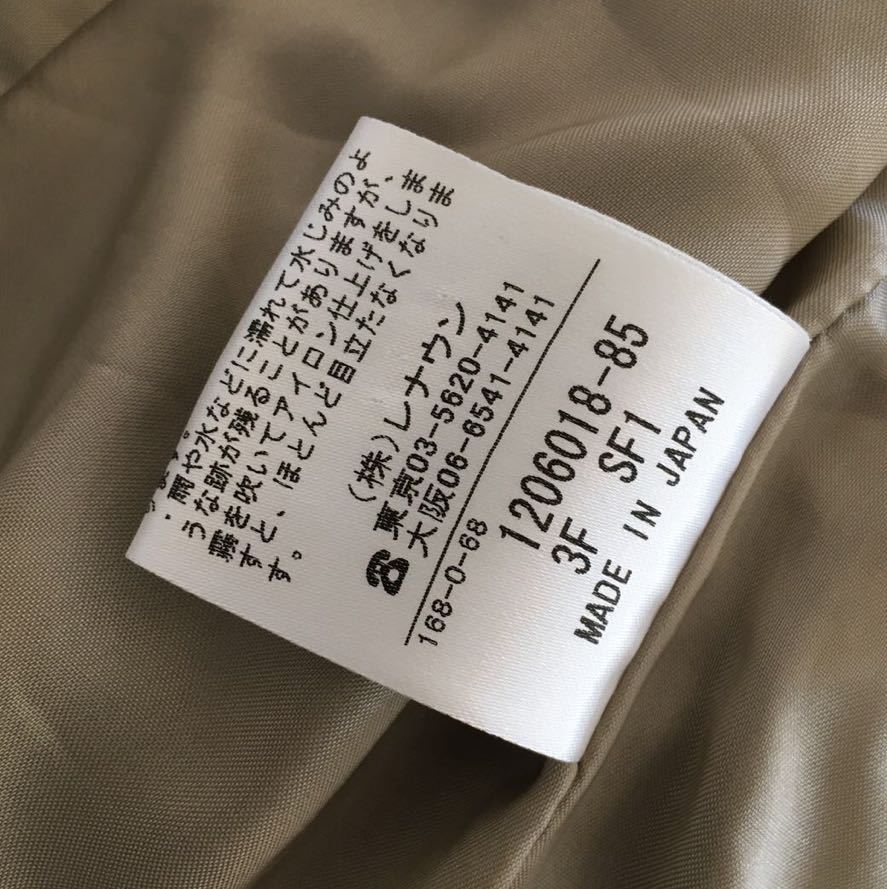 ・雨や水などに濡れて水じみのよ
うな跡が残ることがありますが、
霧を吹いてアイロン仕上げをしま
すと、ほとんど目立たなくなりま
す。
(株)レナウン
☎東京03-5620-4141
大阪06-6541-4141
168-0-68
1206018-85
3F SF1
MADE IN JAPAN